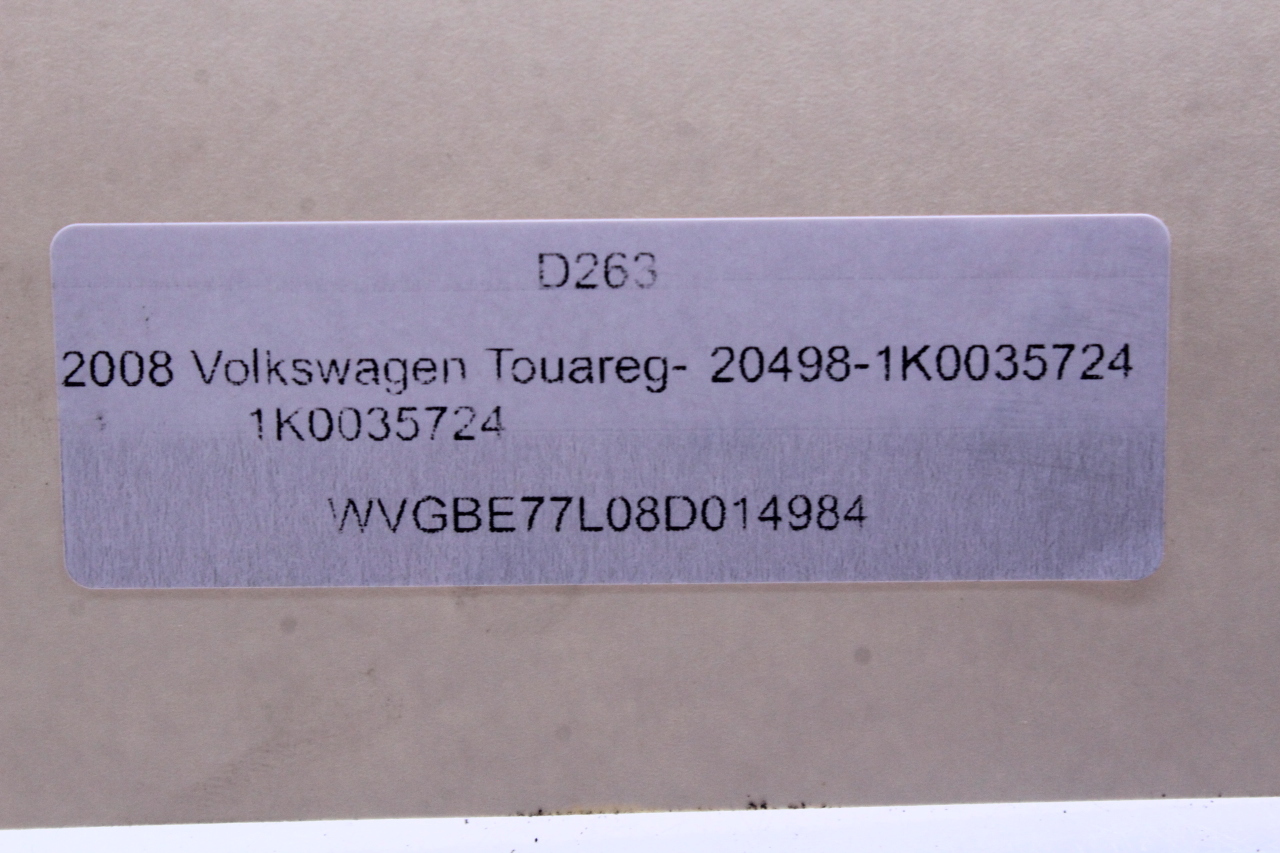 D263
2008 Volkswagen Touareg- 20498-1K0035724
1K0035724
WVGBE77L08D014984